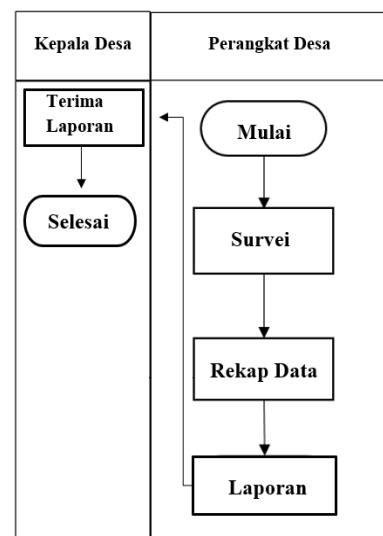 Kepala Desa
Perangkat Desa
Terima
Laporan
Selesai
Mulai
Survei
Rekap Data
Laporan